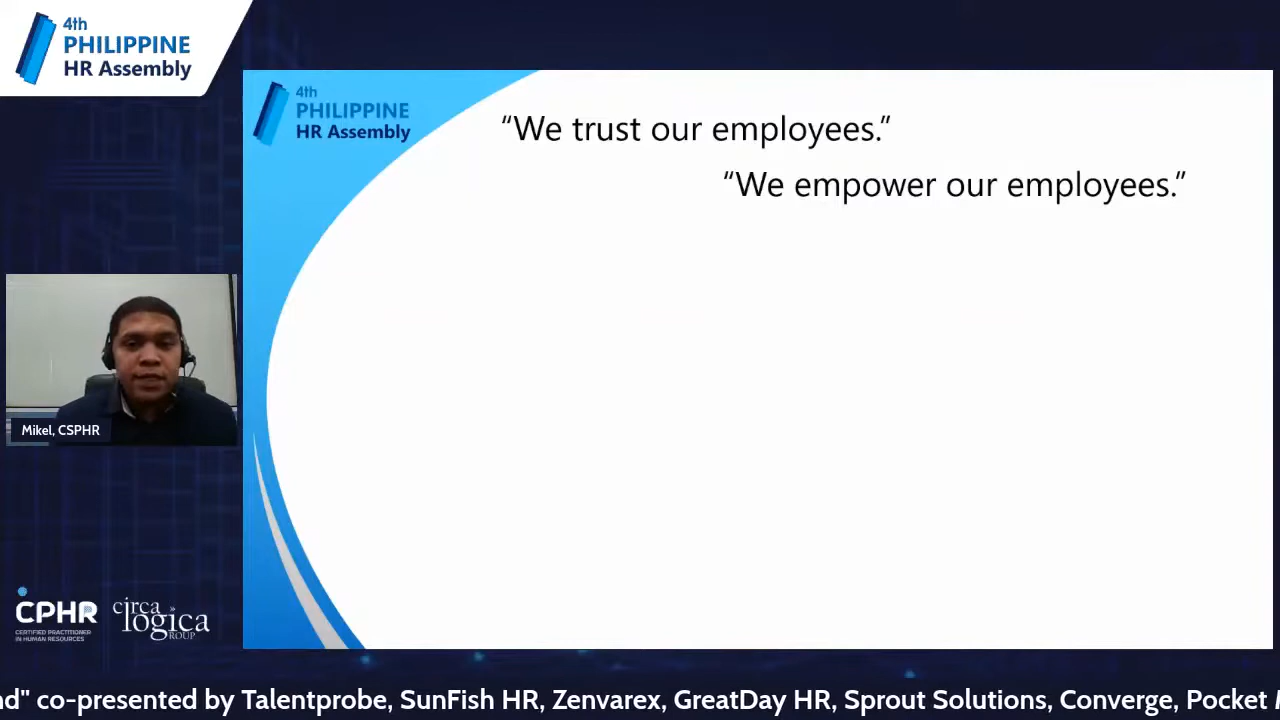 4th
PHILIPPINE
HR Assembly
4th
PHILIPPINE
HR Assembly
“We trust our employees.”
“We empower our employees.”
Mikel, CSPHR
CPHR
CERTIFIED PRACTITIONER
IN HUMAN RESOURCES
circa
logica
GROUP
nd" co-presented by Talentprobe, SunFish HR, Zenvarex, GreatDay HR, Sprout Solutions, Converge, Pocket